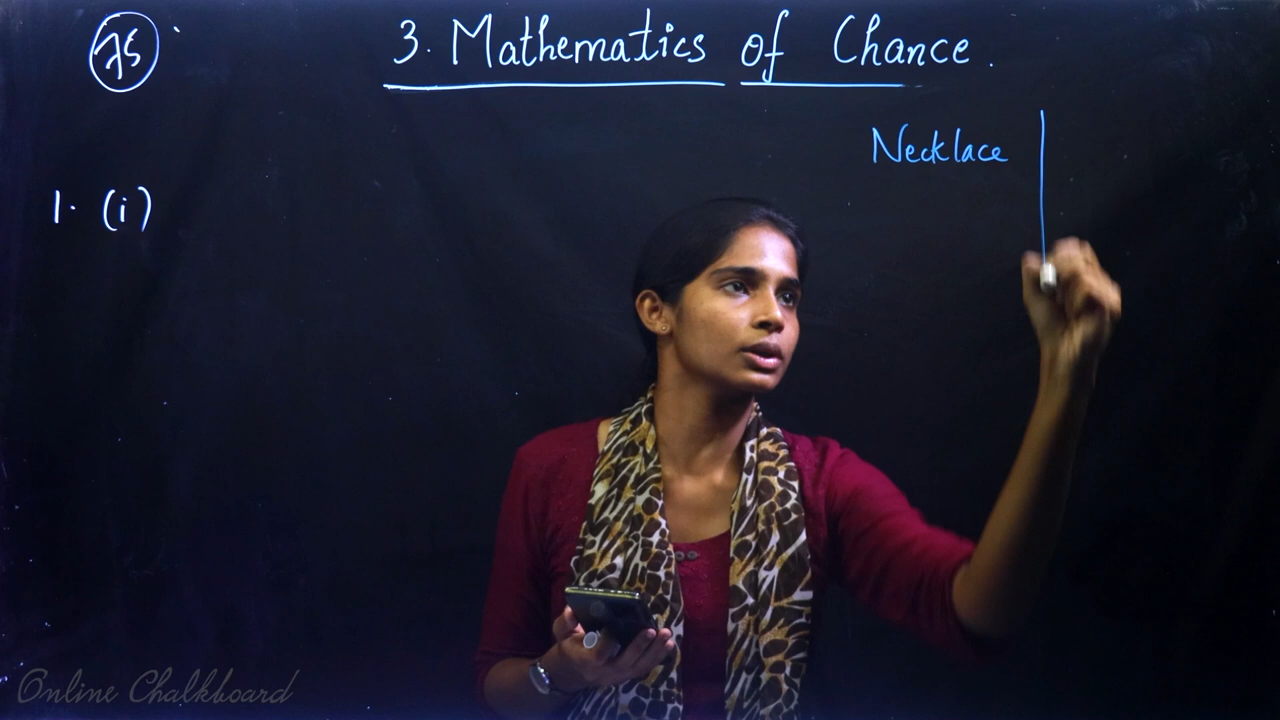 75
3. Mathematics of Chance.
Necklace
1. (i)
Online Chalkboard